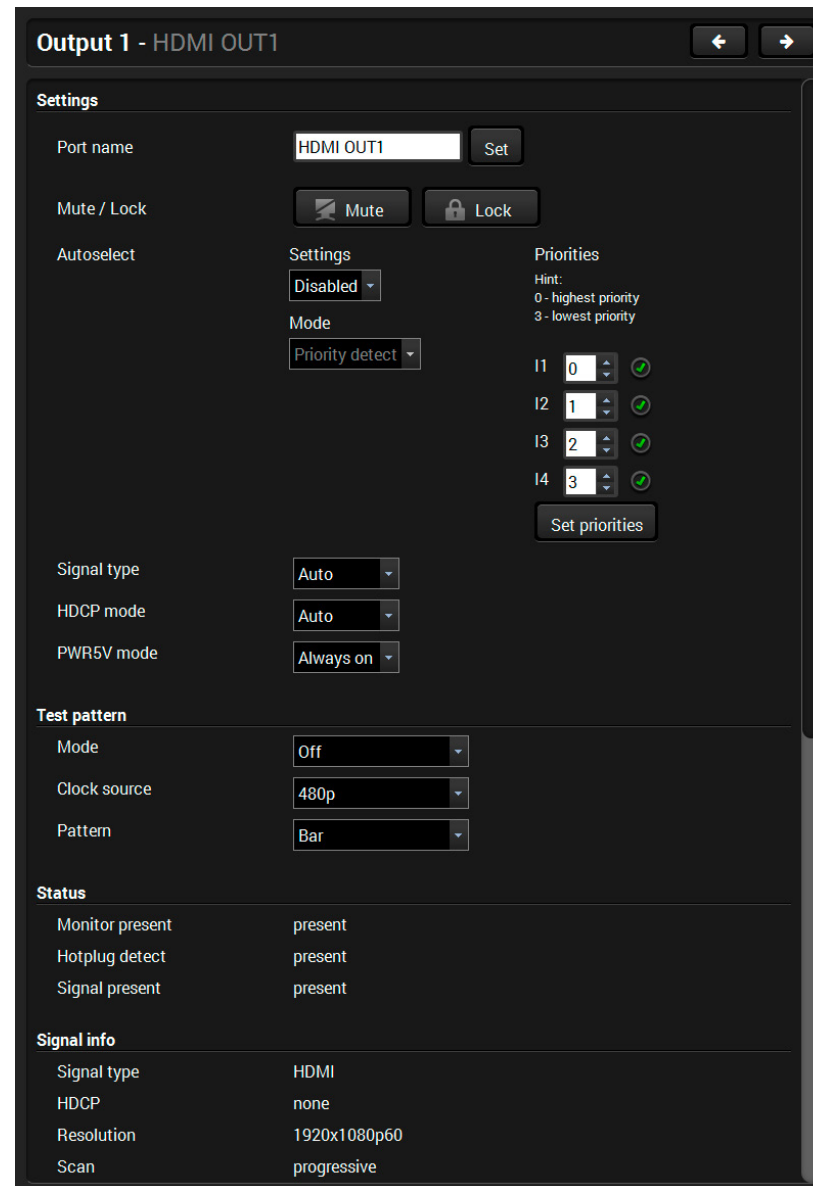 Output 1 - HDMI OUT1
Settings
Port name HDMI OUT1 Set
Mute / Lock Mute Lock
Autoselect Settings Priorities
Disabled
Hint:
0 - highest priority
3 - lowest priority
Mode
Priority detect
I1 0
I2 1
I3 2
I4 3
Set priorities
Signal type Auto
HDCP mode Auto
PWR5V mode Always on
Test pattern
Mode Off
Clock source 480p
Pattern Bar
Status
Monitor present present
Hotplug detect present
Signal present present
Signal info
Signal type HDMI
HDCP none
Resolution 1920x1080p60
Scan progressive